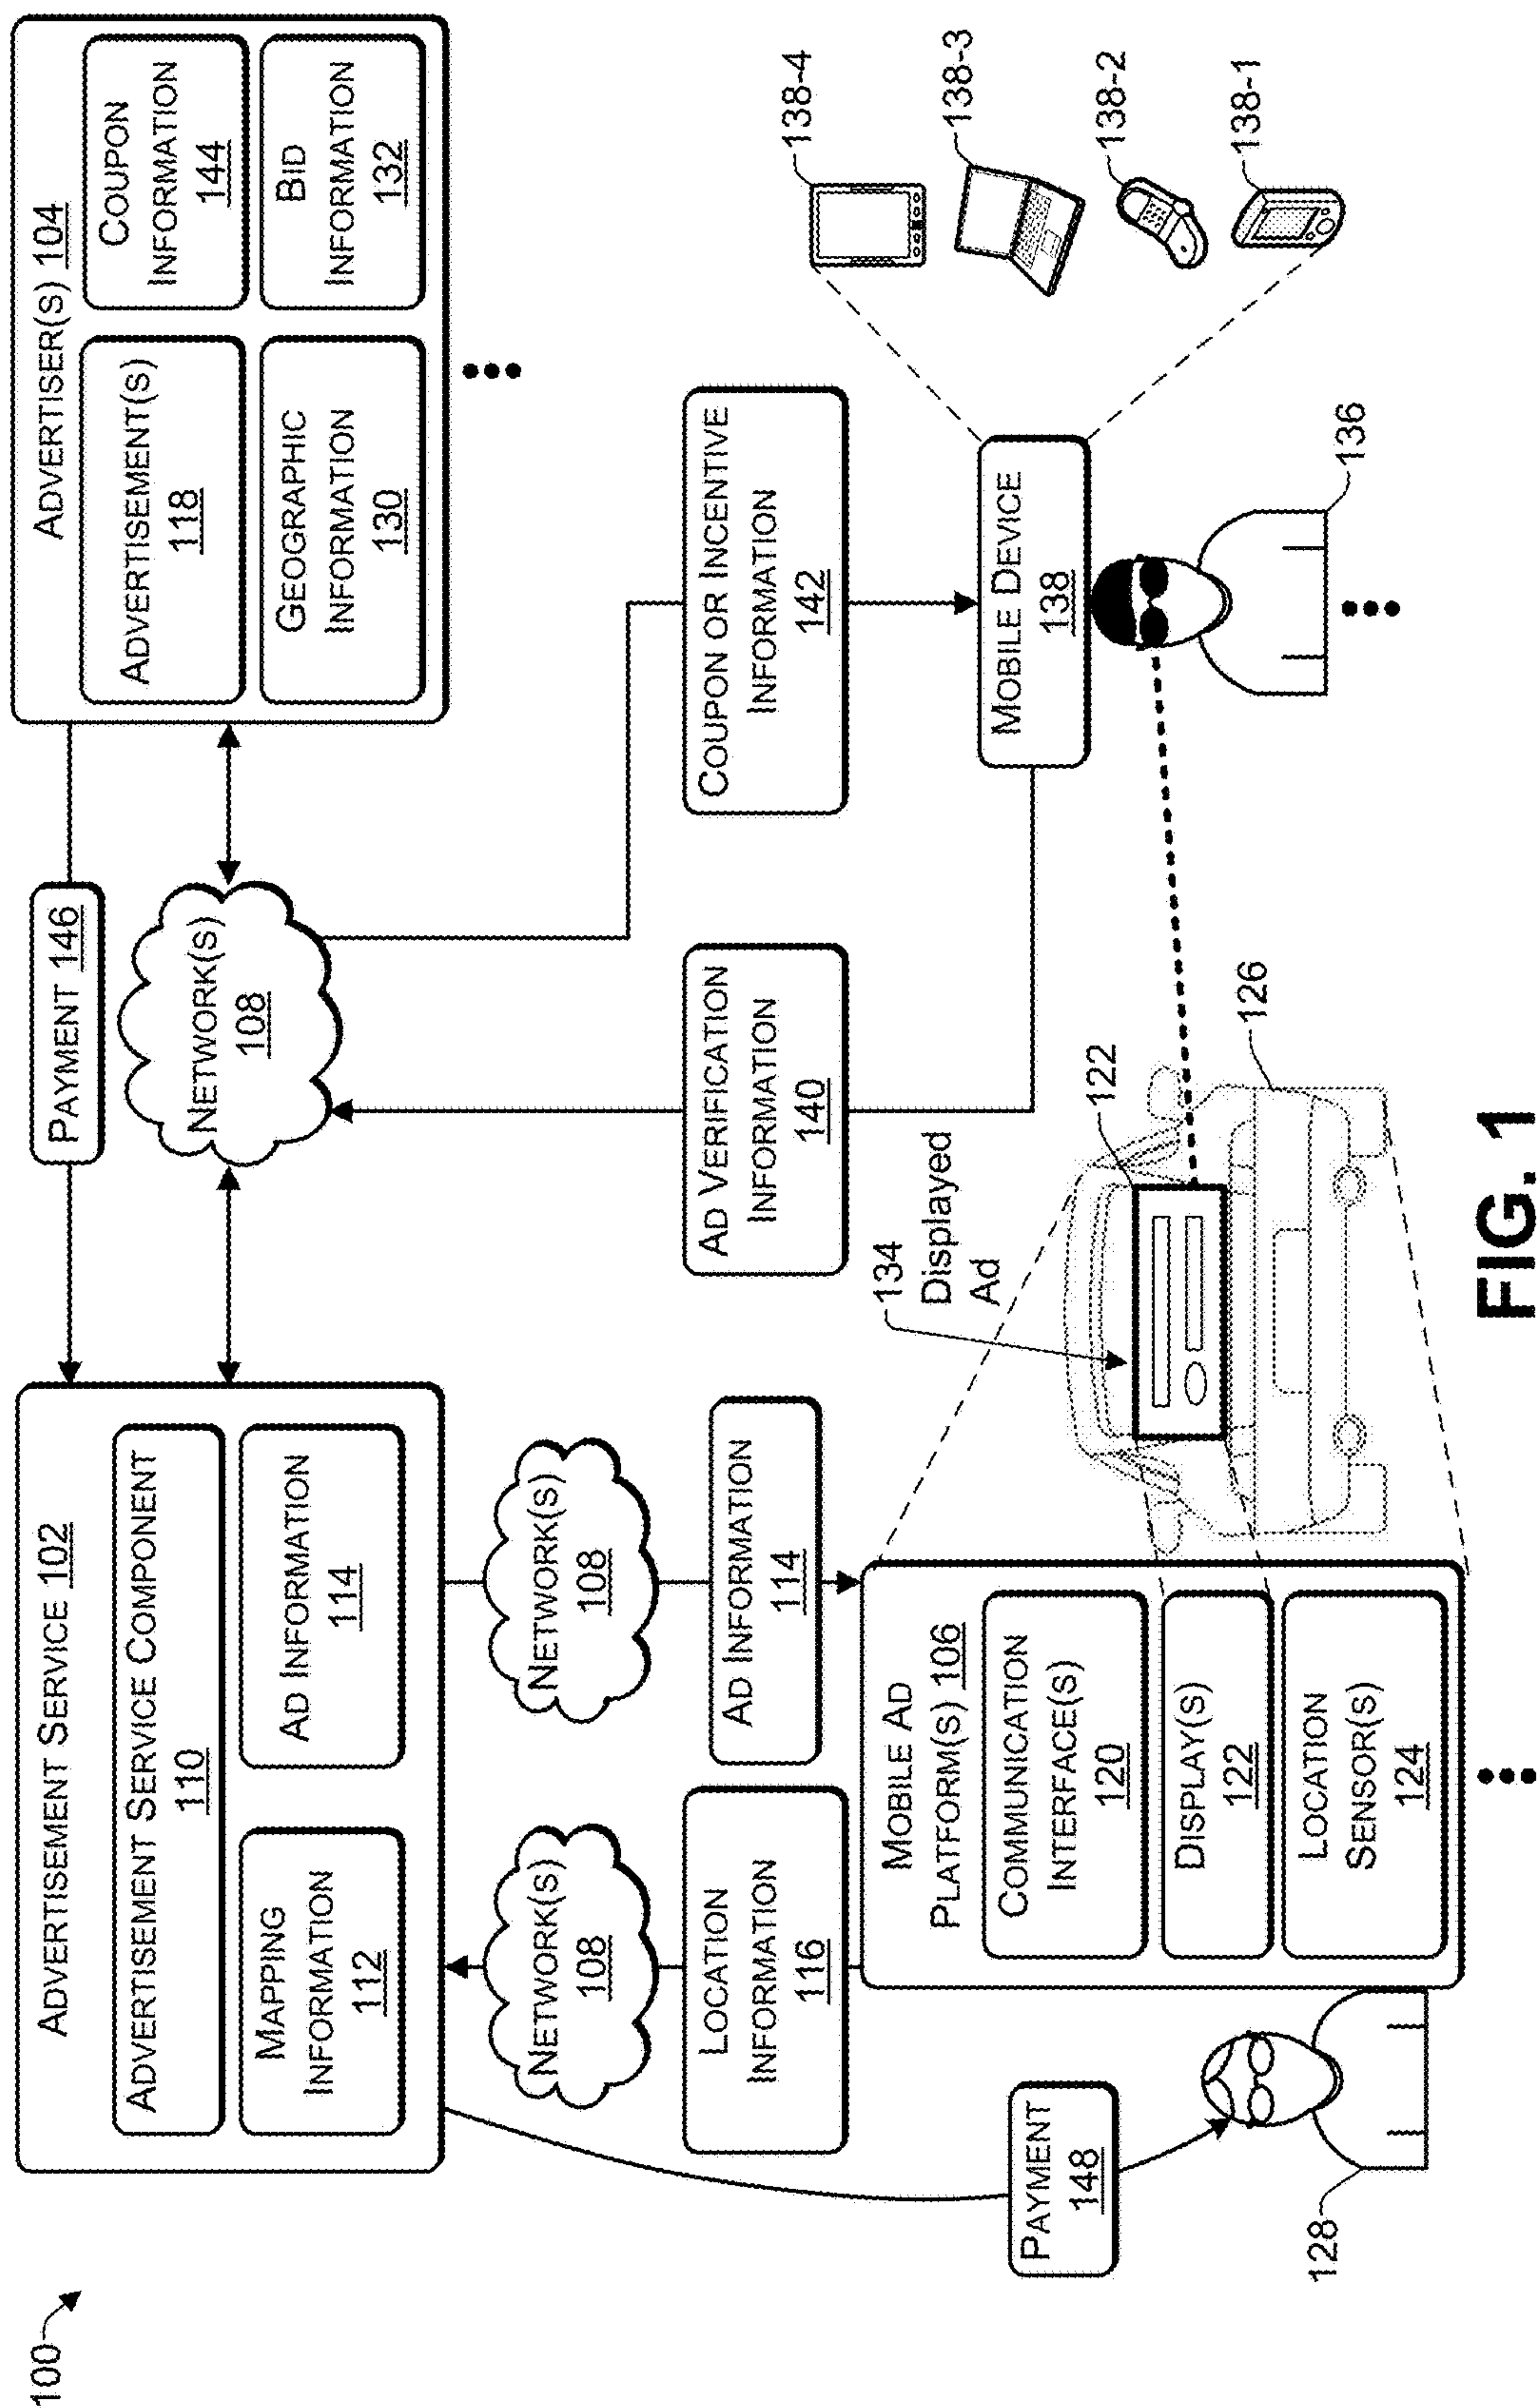 100
ADVERTISEMENT SERVICE 102
ADVERTISEMENT SERVICE COMPONENT
110
MAPPING
INFORMATION
112
AD INFORMATION
114
PAYMENT 146
NETWORK(S)
108
ADVERTISER(S) 104
ADVERTISEMENT(S)
118
COUPON
INFORMATION
144
GEOGRAPHIC
INFORMATION
130
BID
INFORMATION
132
NETWORK(S)
108
NETWORK(S)
108
LOCATION
INFORMATION
116
AD INFORMATION
114
AD VERIFICATION
INFORMATION
140
COUPON OR INCENTIVE
INFORMATION
142
138-4
138-3
138-2
138-1
MOBILE AD
PLATFORM(S) 106
COMMUNICATION
INTERFACE(S)
120
DISPLAY(S)
122
LOCATION
SENSOR(S)
124
134
Displayed
Ad
122
126
MOBILE DEVICE
138
136
PAYMENT
148
128
FIG. 1